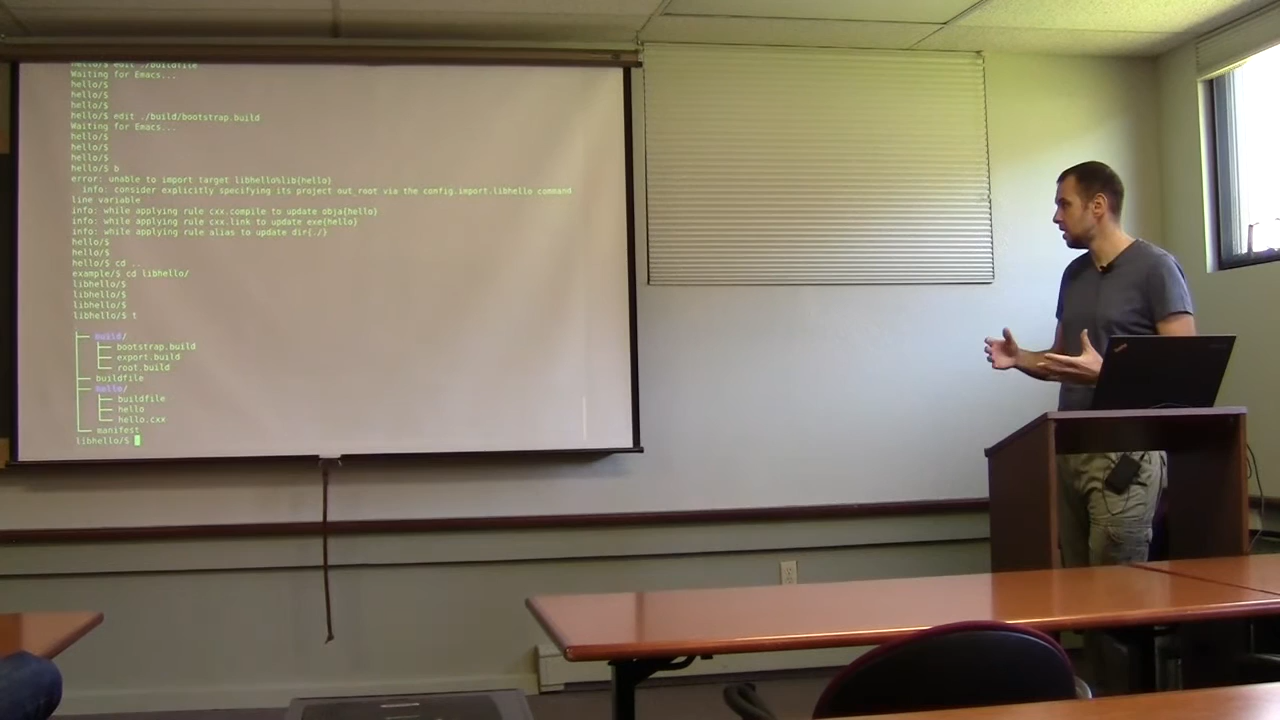 hello/$ edit ./buildfile
Waiting for Emacs...
hello/$
hello/$
hello/$
hello/$ edit ./build/bootstrap.build
Waiting for Emacs...
hello/$
hello/$
hello/$
hello/$ b
error: unable to import target libhello%lib{hello}
info: consider explicitly specifying its project out_root via the config.import.libhello command
line variable
info: while applying rule cxx.compile to update obja{hello}
info: while applying rule cxx.link to update exe{hello}
info: while applying rule alias to update dir{./}
hello/$
hello/$
hello/$ cd ..
example/$ cd libhello/
libhello/$
libhello/$
libhello/$
libhello/$ t
.
├── build/
│   ├── bootstrap.build
│   ├── export.build
│   └── root.build
├── buildfile
├── hello/
│   ├── buildfile
│   ├── hello
│   └── hello.cxx
└── manifest
libhello/$